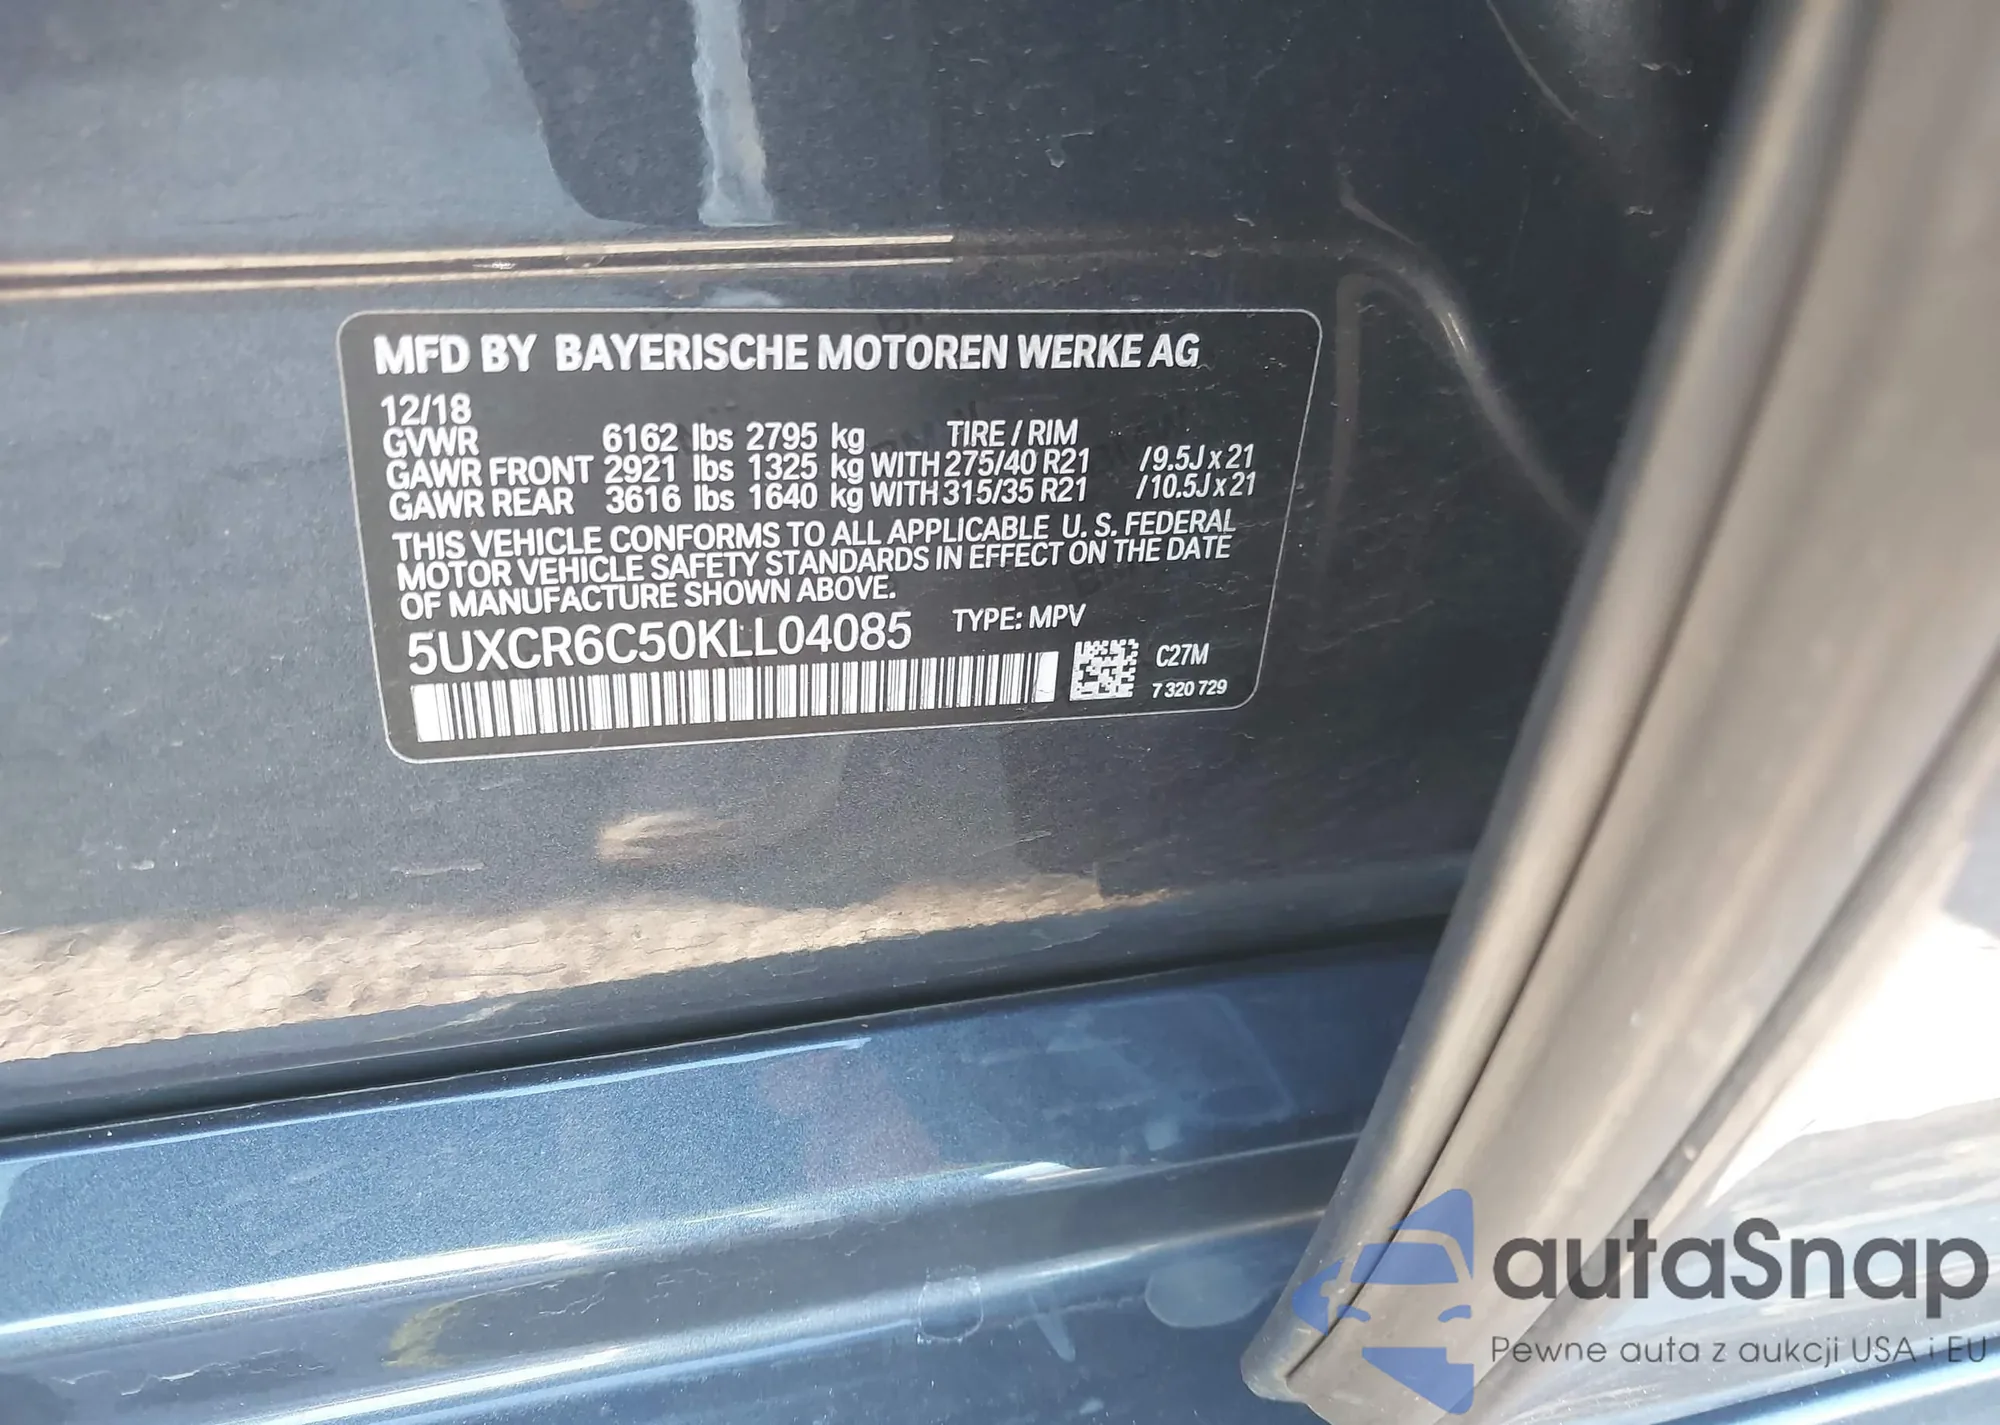 MFD BY BAYERISCHE MOTOREN WERKE AG
12/18
GVWR 6162 lbs 2795 kg TIRE / RIM
GAWR FRONT 2921 lbs 1325 kg WITH 275/40 R21 /9.5J x 21
GAWR REAR 3616 lbs 1640 kg WITH 315/35 R21 /10.5J x 21
THIS VEHICLE CONFORMS TO ALL APPLICABLE U. S. FEDERAL
MOTOR VEHICLE SAFETY STANDARDS IN EFFECT ON THE DATE
OF MANUFACTURE SHOWN ABOVE.
5UXCR6C50KLL04085 TYPE: MPV
C27M
7 320 729
autaSnap
Pewne auta z aukcji USA i EU